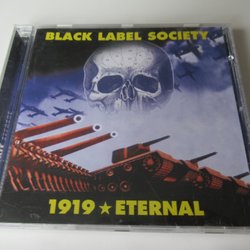 BLACK LABEL SOCIETY
1919 ★ ETERNAL